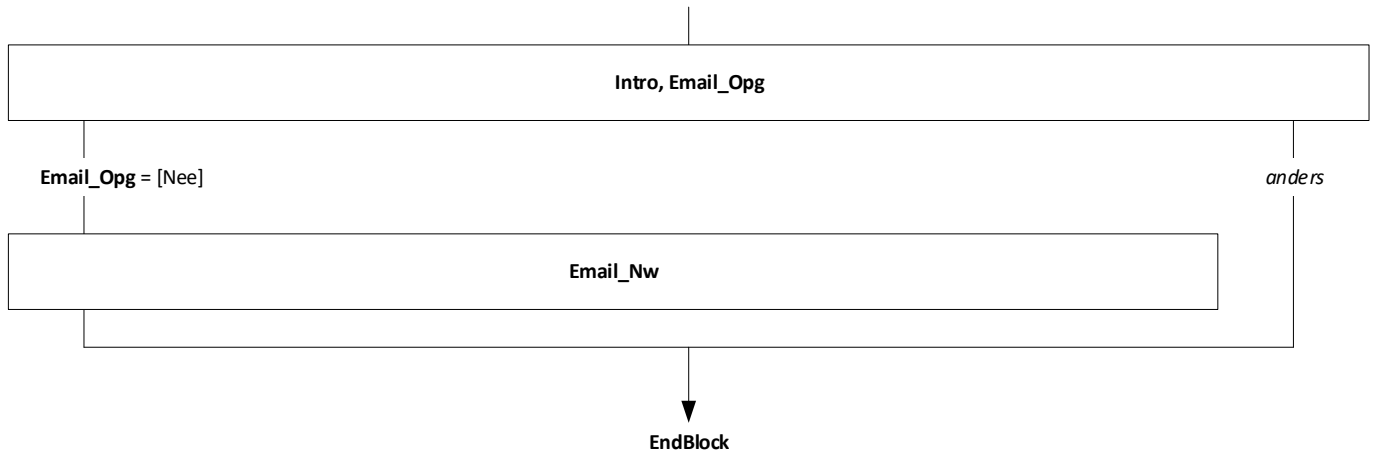 Intro, Email_Opg
Email_Opg = [Nee]
anders
Email_Nw
EndBlock